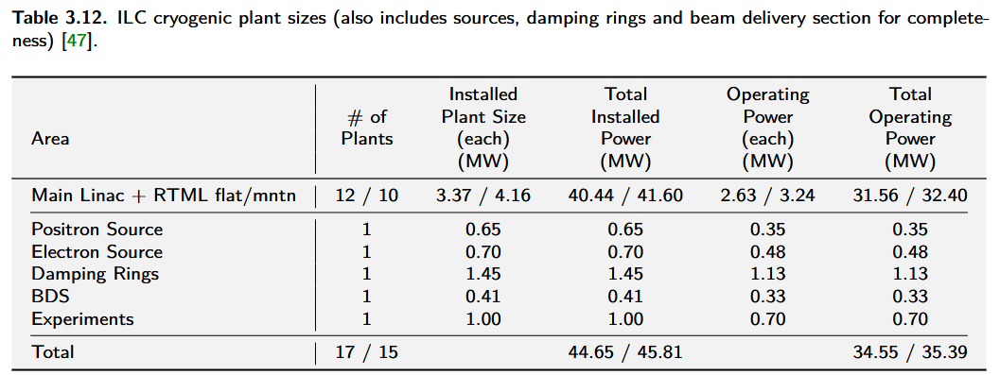 Table 3.12. ILC cryogenic plant sizes (also includes sources, damping rings and beam delivery section for complete-
ness) [47].
Area # of Plants Installed Plant Size (each) (MW) Total Installed Power (MW) Operating Power (each) (MW) Total Operating Power (MW)
Main Linac + RTML flat/mntn 12 / 10 3.37 / 4.16 40.44 / 41.60 2.63 / 3.24 31.56 / 32.40
Positron Source 1 0.65 0.65 0.35 0.35
Electron Source 1 0.70 0.70 0.48 0.48
Damping Rings 1 1.45 1.45 1.13 1.13
BDS 1 0.41 0.41 0.33 0.33
Experiments 1 1.00 1.00 0.70 0.70
Total 17 / 15 44.65 / 45.81 34.55 / 35.39